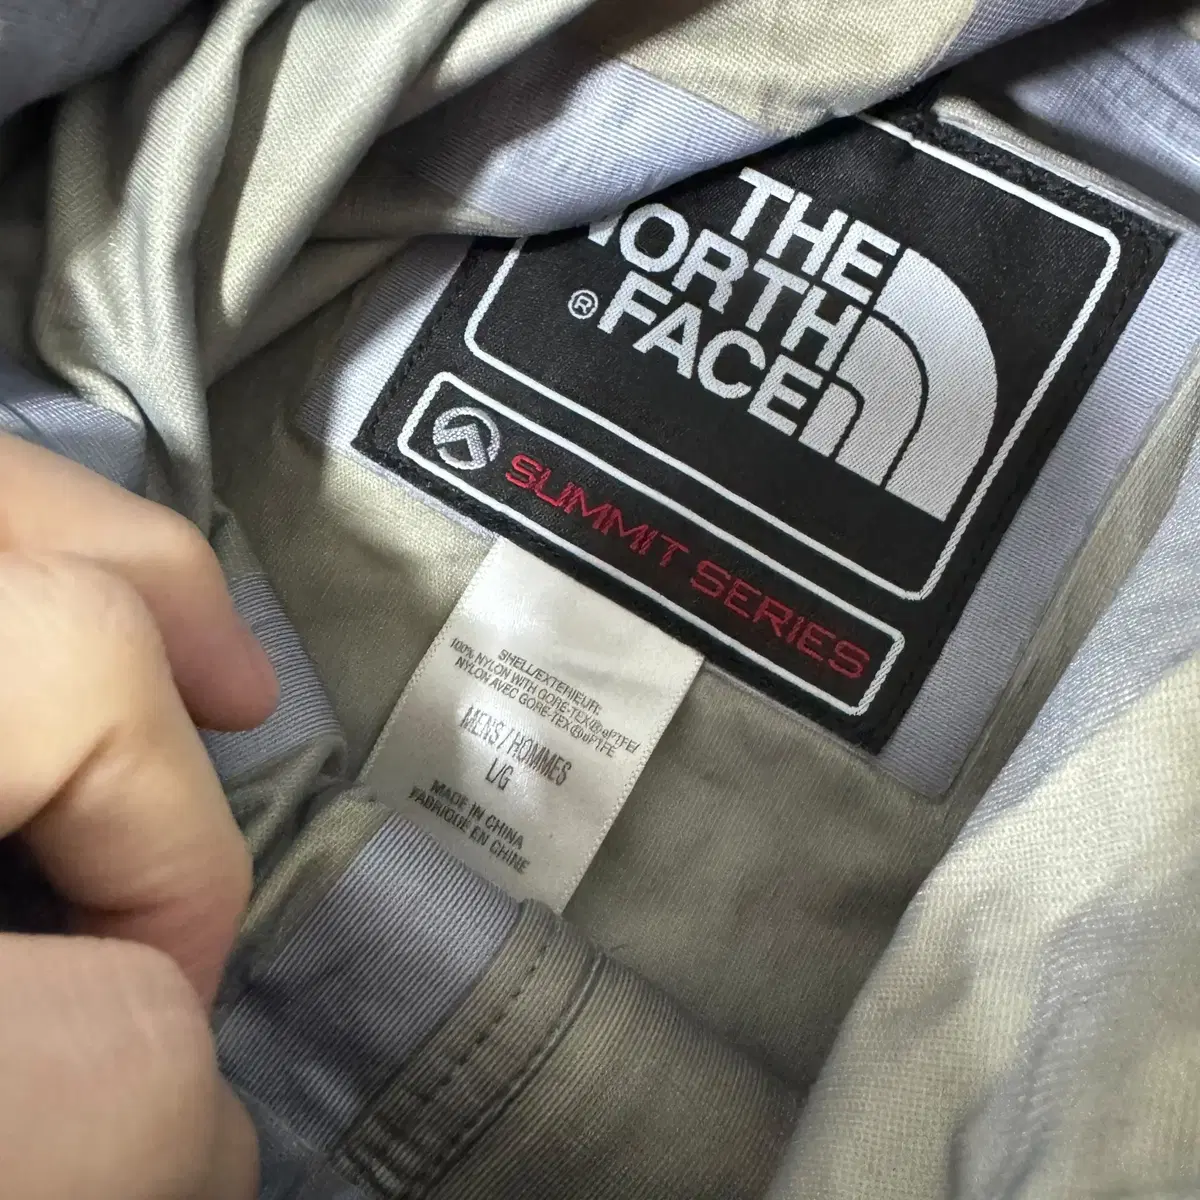 THE
NORTH
FACE
®
SUMMIT SERIES
SHELL/EXTERIEUR:
100% NYLON WITH GORE-TEX®ePTFE/
NYLON AVEC GORE-TEX®ePTFE
MENS/HOMMES
L/G
MADE IN CHINA
FABRIQUE EN CHINE